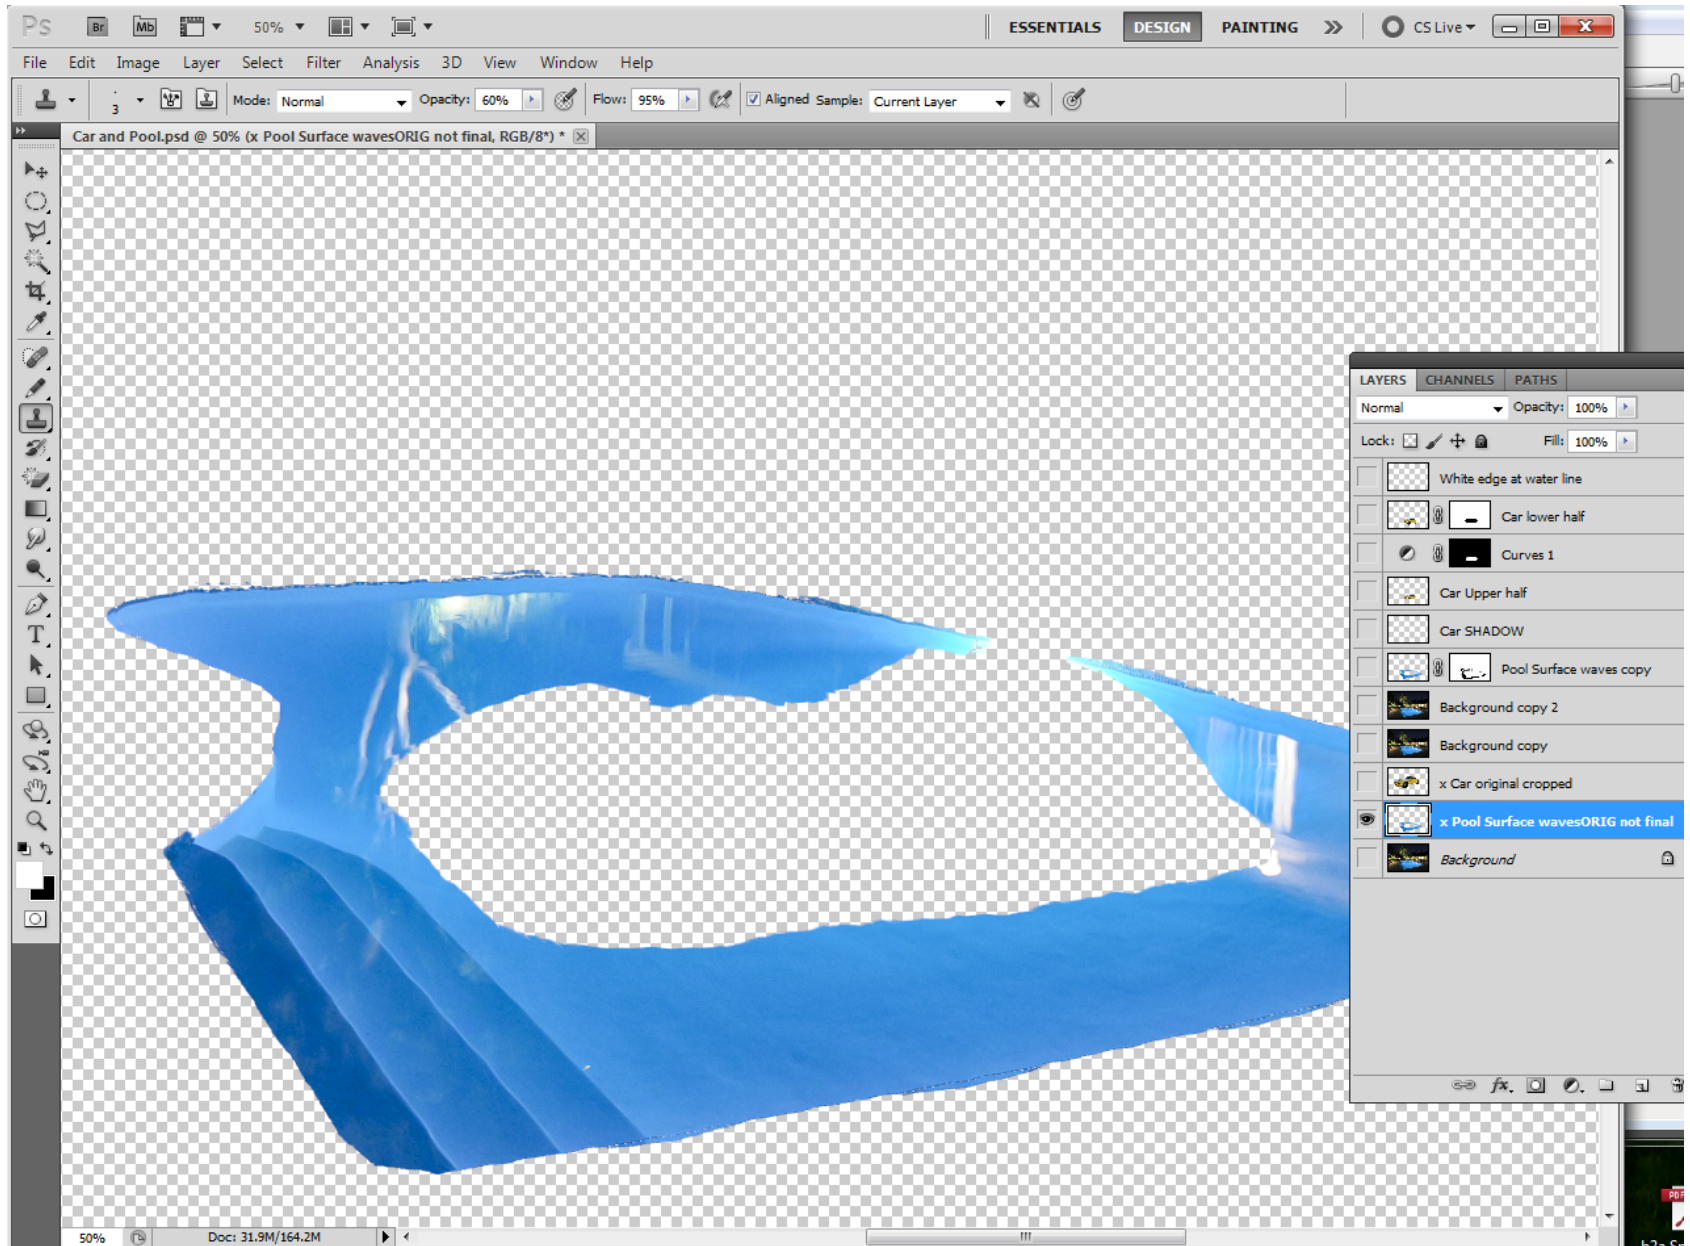 Ps Br Mb 50% ESSENTIALS DESIGN PAINTING CS Live
File Edit Image Layer Select Filter Analysis 3D View Window Help
3 Mode: Normal Opacity: 60% Flow: 95% Aligned Sample: Current Layer
Car and Pool.psd @ 50% (x Pool Surface wavesORIG not final, RGB/8*) *
LAYERS CHANNELS PATHS
Normal Opacity: 100%
Lock: Fill: 100%
White edge at water line
Car lower half
Curves 1
Car Upper half
Car SHADOW
Pool Surface waves copy
Background copy 2
Background copy
x Car original cropped
x Pool Surface wavesORIG not final
Background
T
fx
50% Doc: 31.9M/164.2M